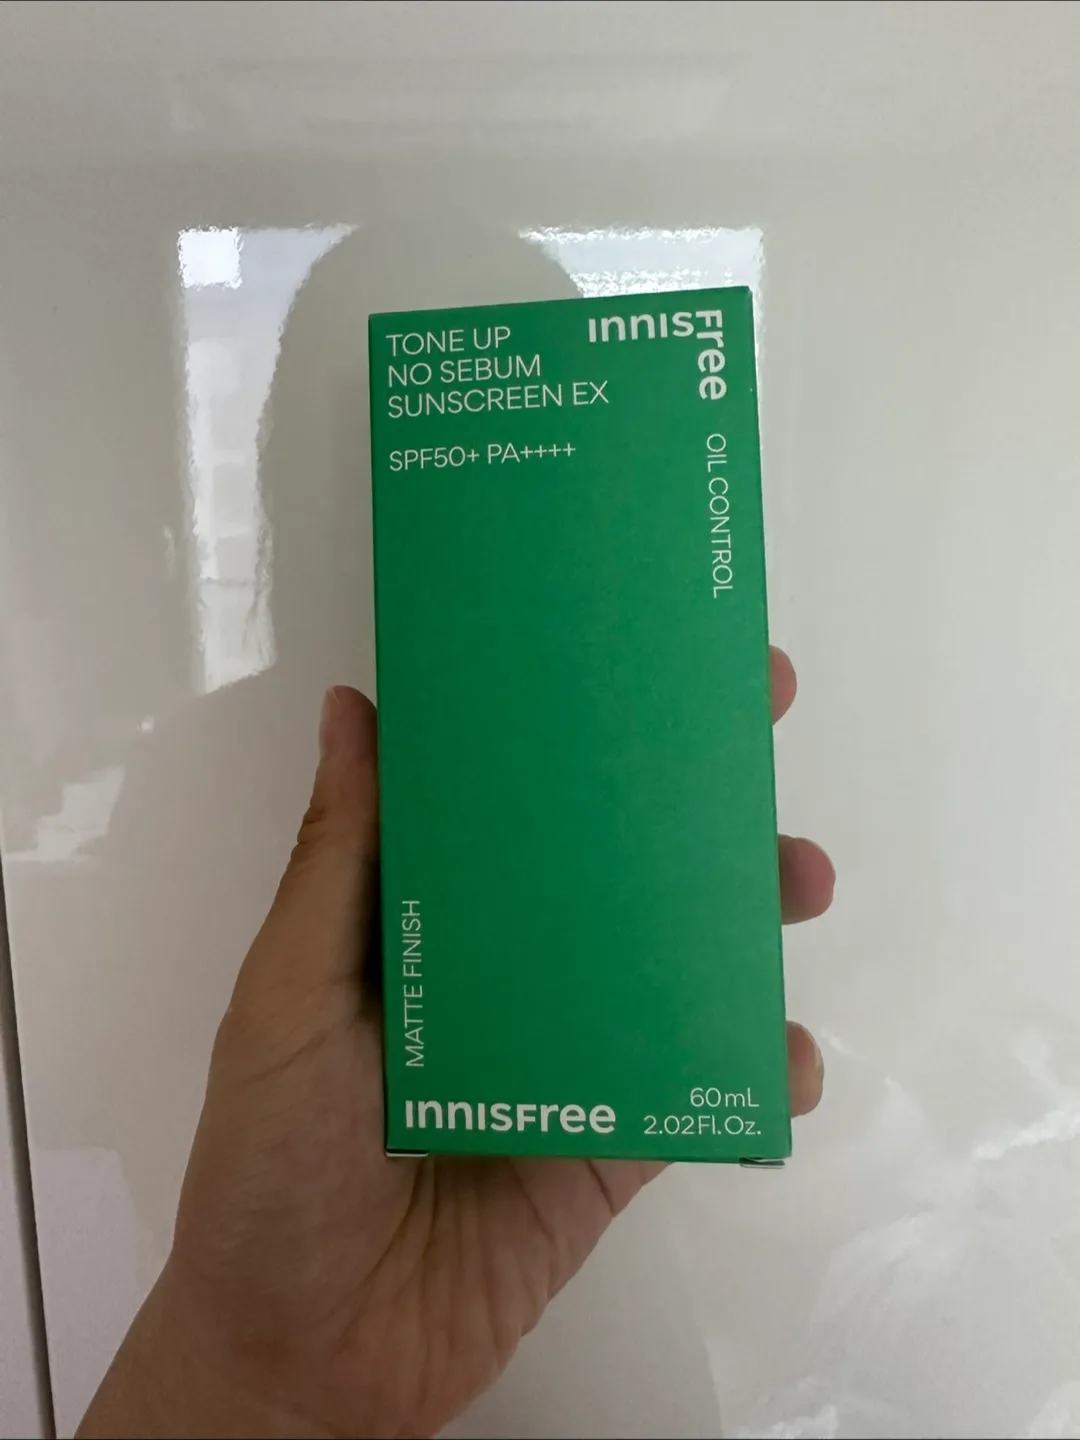 TONE UP
NO SEBUM
SUNSCREEN EX
SPF50+ PA++++
innisfree
OIL CONTROL
MATTE FINISH
innisfree
60mL
2.02Fl.Oz.